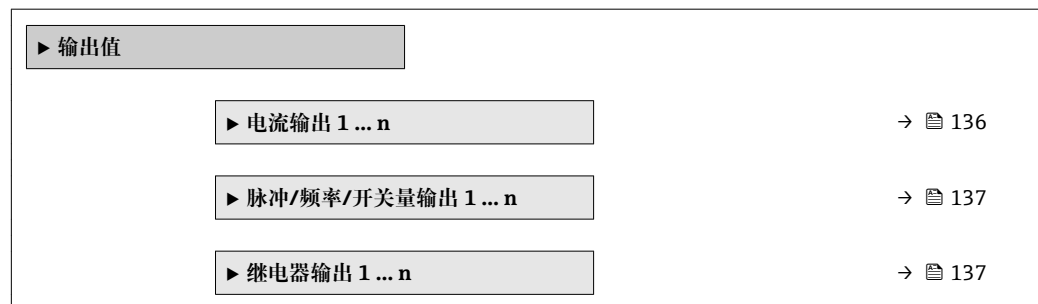 ▶ 输出值
▶ 电流输出 1 … n → 136
▶ 脉冲/频率/开关量输出 1 … n → 137
▶ 继电器输出 1 … n → 137